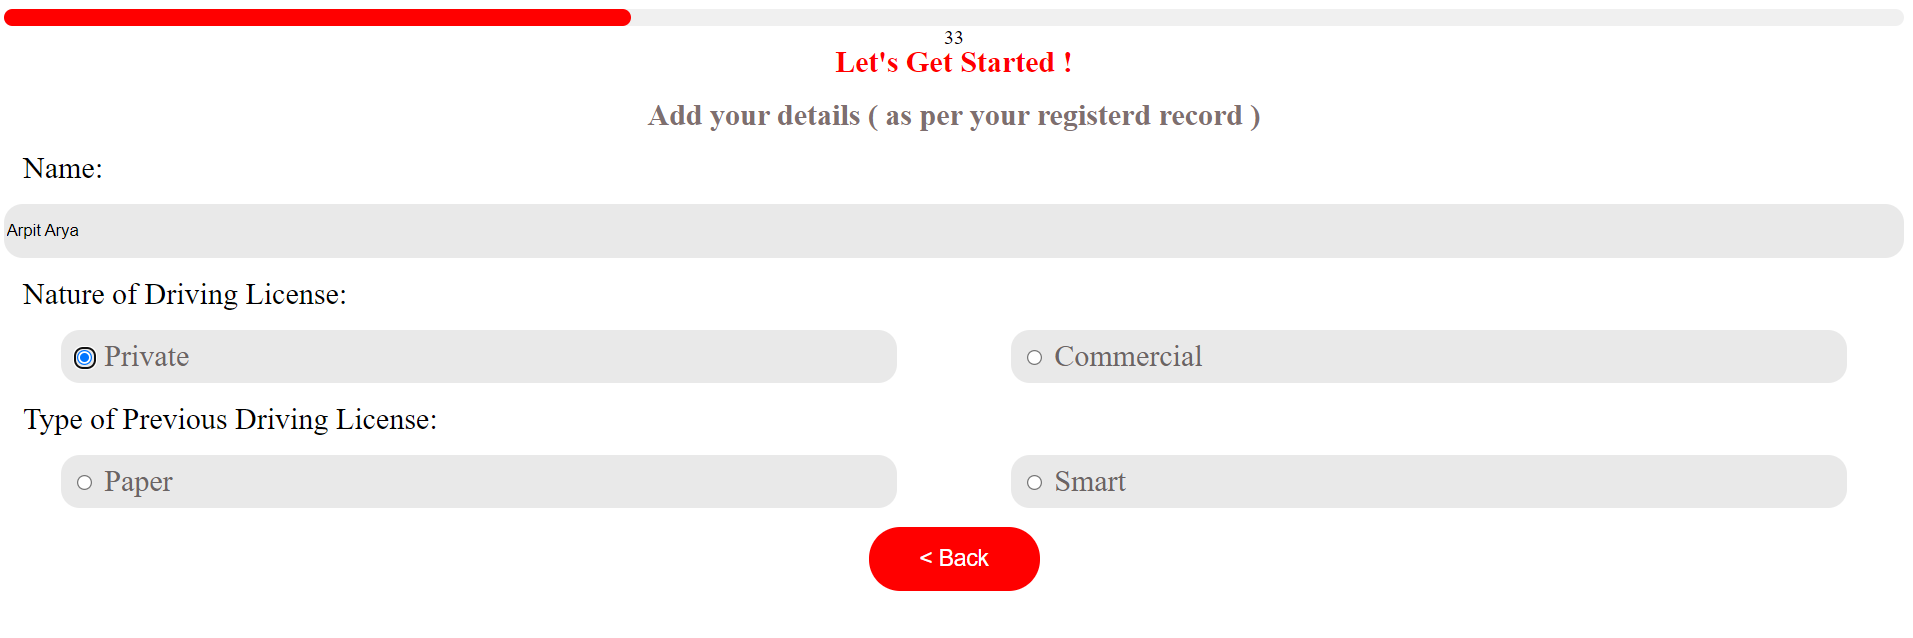 33
Let's Get Started !
Add your details ( as per your registerd record )
Name:
Arpit Arya
Nature of Driving License:
Private Commercial
Type of Previous Driving License:
Paper Smart
< Back